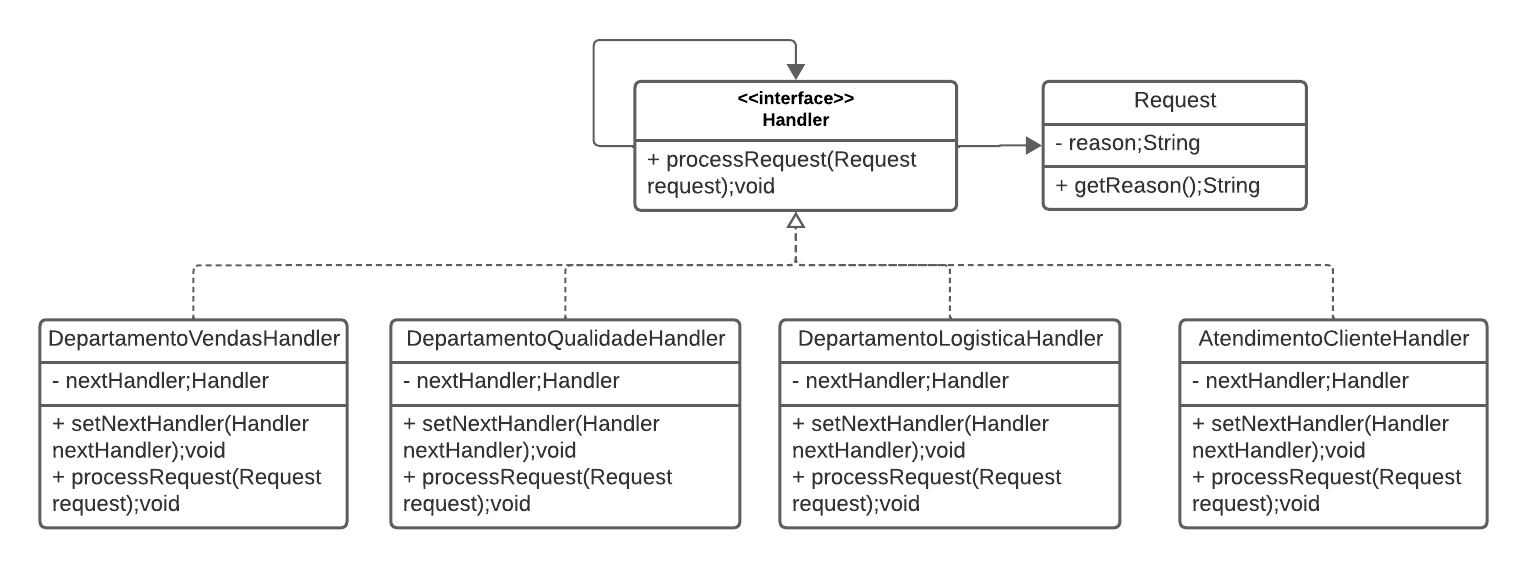 <<interface>>
Handler
+ processRequest(Request
request);void
Request
- reason;String
+ getReason();String
DepartamentoVendasHandler
- nextHandler;Handler
+ setNextHandler(Handler
nextHandler);void
+ processRequest(Request
request);void
DepartamentoQualidadeHandler
- nextHandler;Handler
+ setNextHandler(Handler
nextHandler);void
+ processRequest(Request
request);void
DepartamentoLogisticaHandler
- nextHandler;Handler
+ setNextHandler(Handler
nextHandler);void
+ processRequest(Request
request);void
AtendimentoClienteHandler
- nextHandler;Handler
+ setNextHandler(Handler
nextHandler);void
+ processRequest(Request
request);void